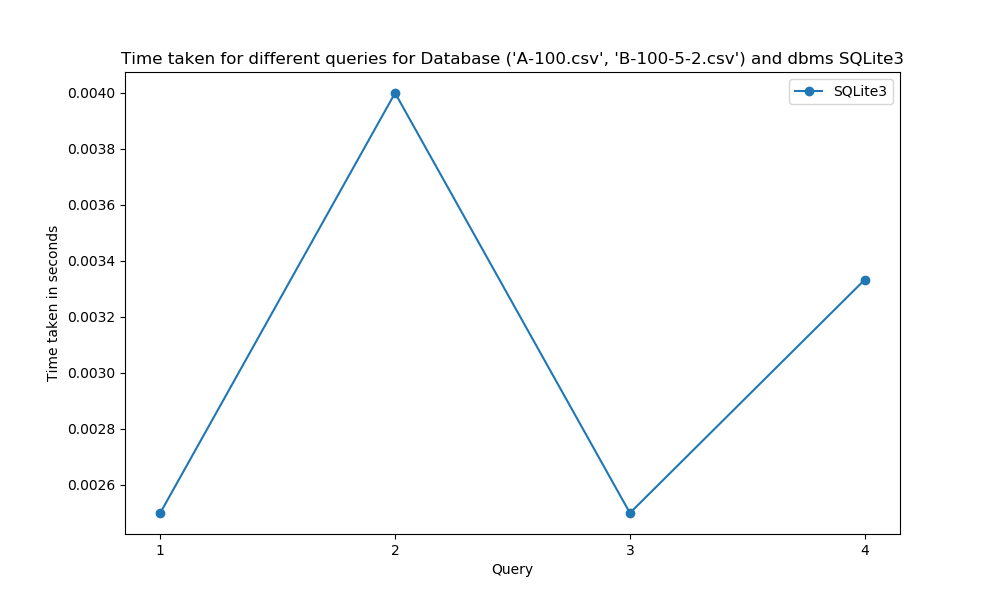 Time taken for different queries for Database ('A-100.csv', 'B-100-5-2.csv') and dbms SQLite3
SQLite3
0.0040
0.0038
0.0036
0.0034
0.0032
0.0030
0.0028
0.0026
Time taken in seconds
1 2 3 4
Query